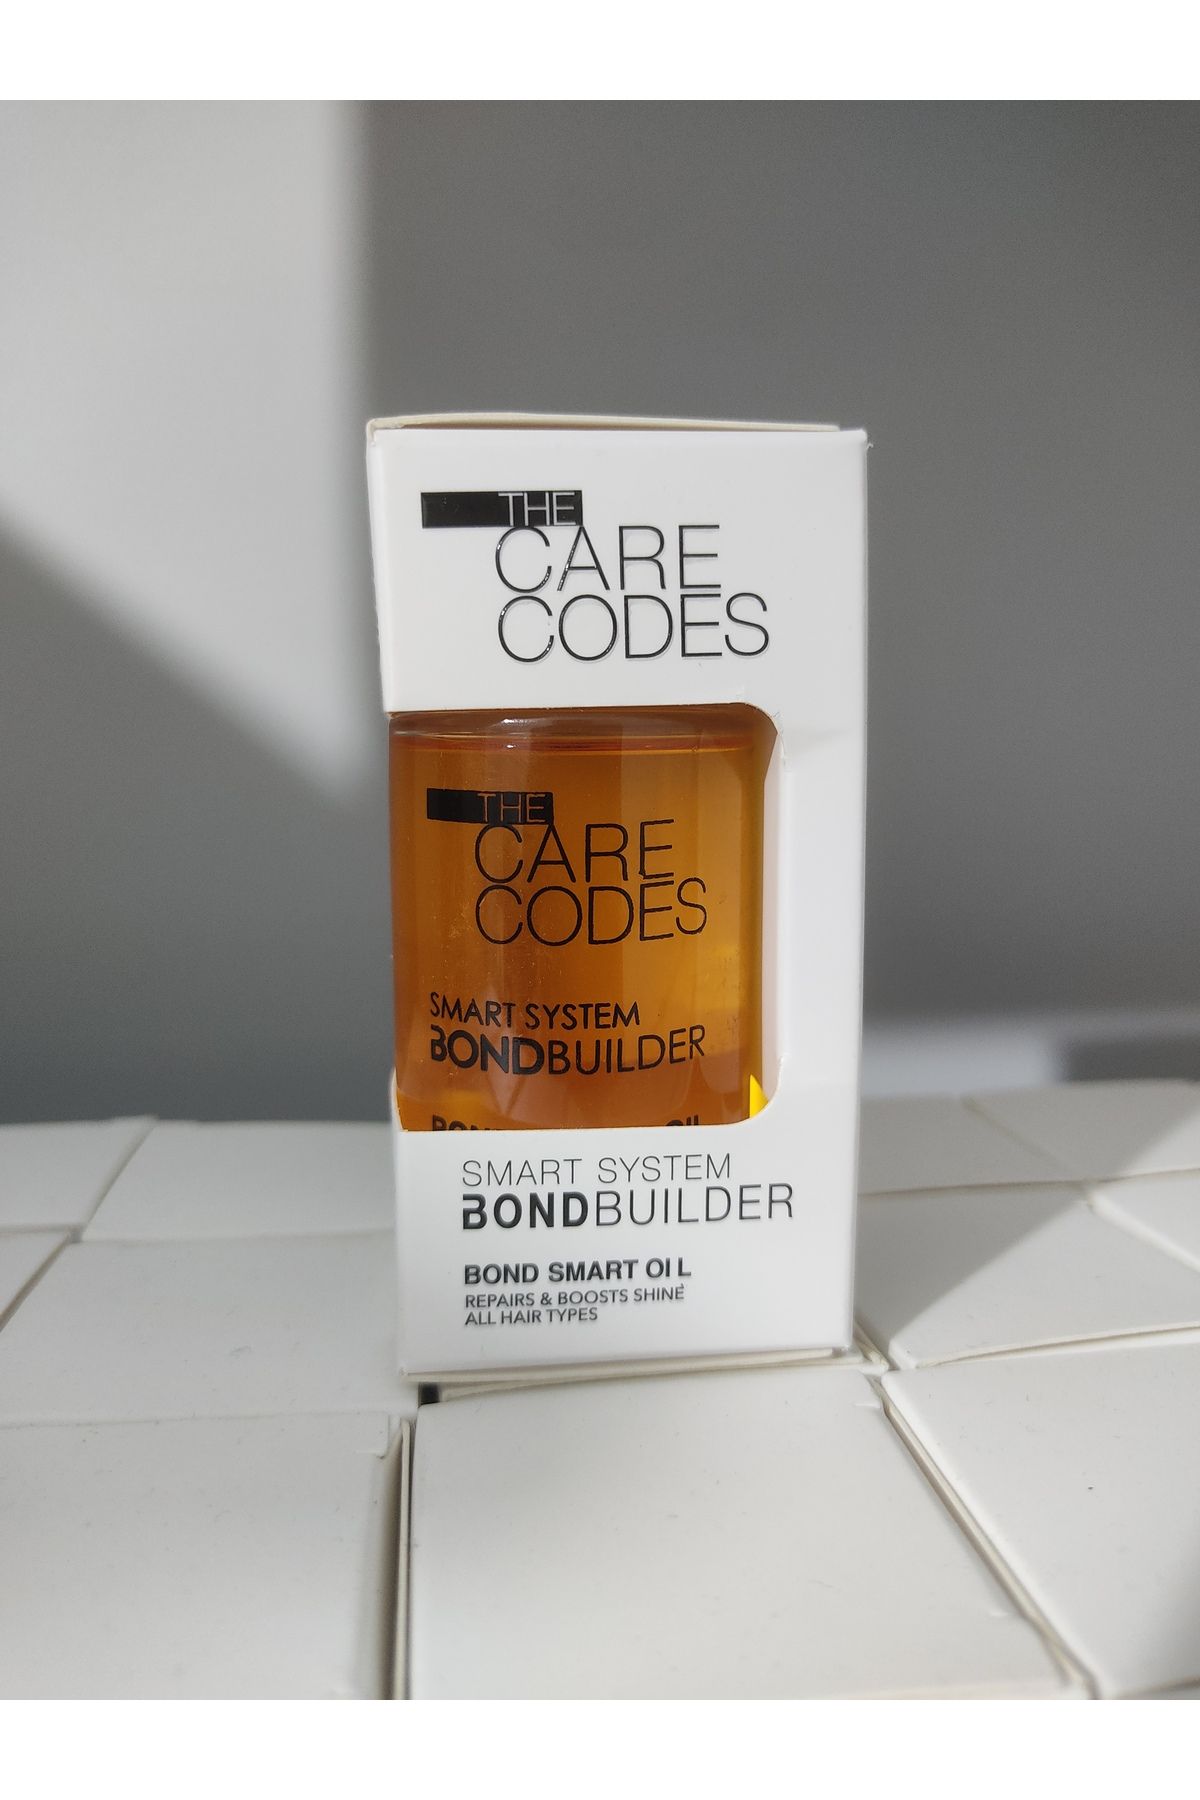 THE
CARE
CODES
THE
CARE
CODES
SMART SYSTEM
BONDBUILDER
OIL
SMART SYSTEM
BONDBUILDER
BOND SMART OIL
REPAIRS & BOOSTS SHINE
ALL HAIR TYPES